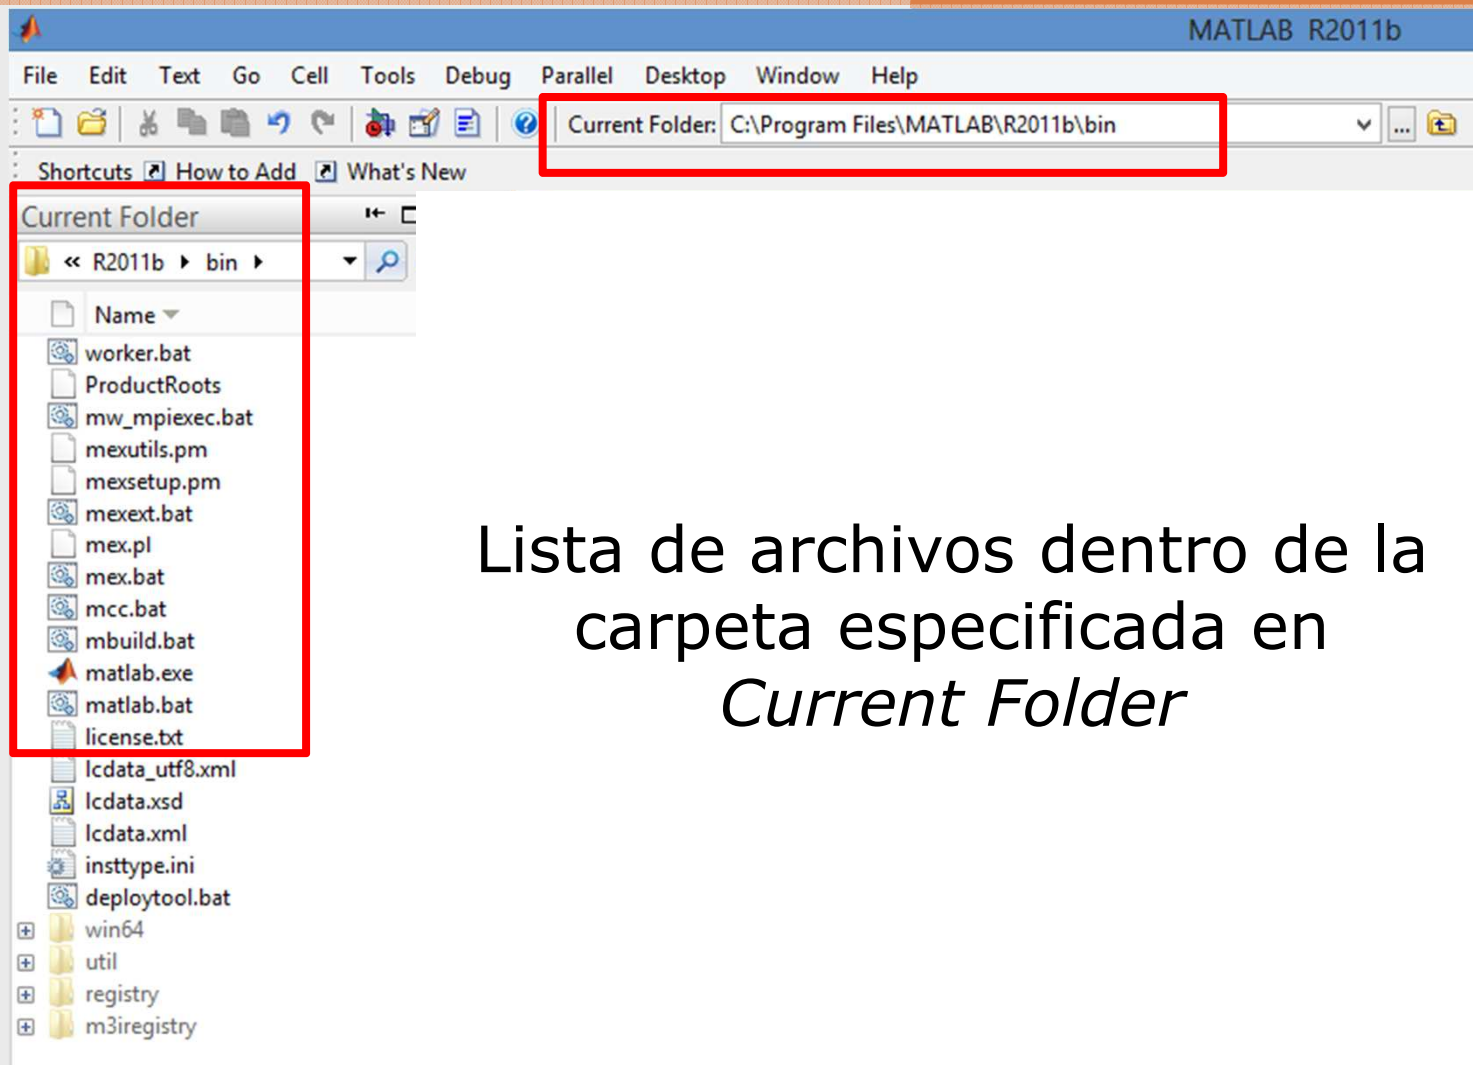 MATLAB R2011b
File Edit Text Go Cell Tools Debug Parallel Desktop Window Help
Current Folder: C:\Program Files\MATLAB\R2011b\bin ...
Shortcuts How to Add What's New
Current Folder
« R2011b bin
Name
worker.bat
ProductRoots
mw_mpiexec.bat
mexutils.pm
mexsetup.pm
mexext.bat
mex.pl
mex.bat
mcc.bat
mbuild.bat
matlab.exe
matlab.bat
license.txt
lcdata_utf8.xml
lcdata.xsd
lcdata.xml
insttype.ini
deploytool.bat
win64
util
registry
m3iregistry
Lista de archivos dentro de la
carpeta especificada en
Current Folder